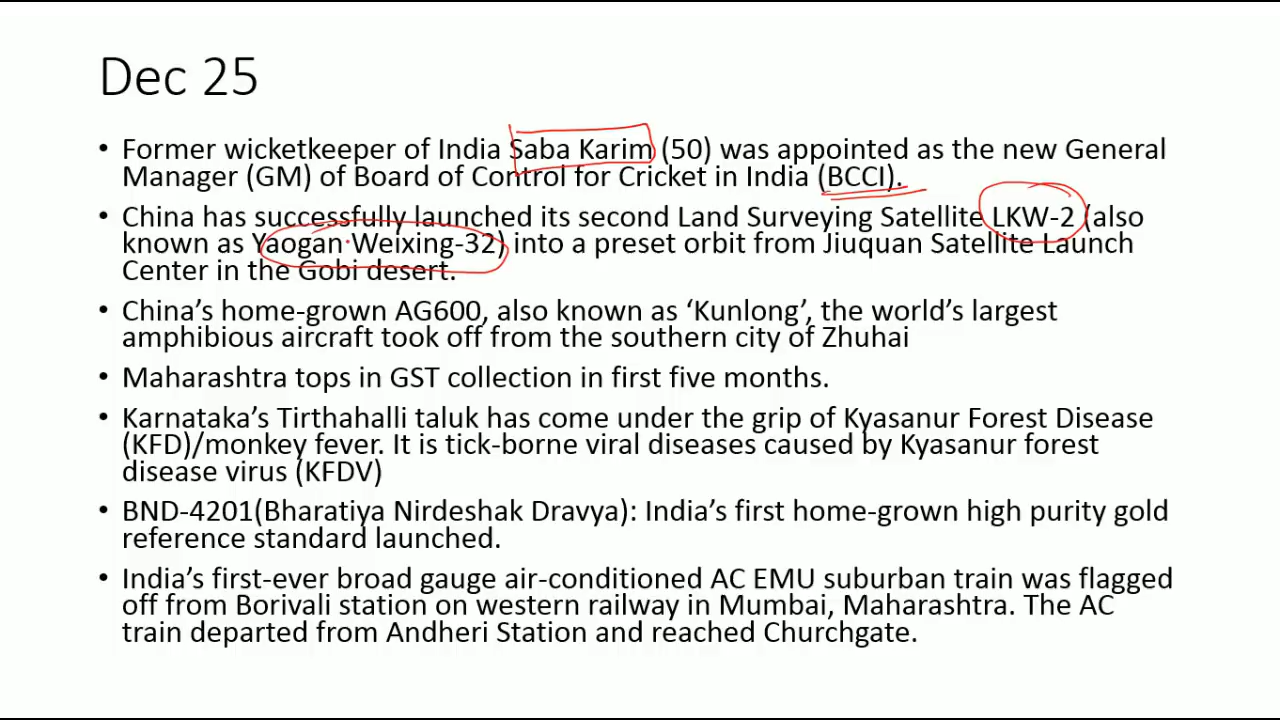 Dec 25
• Former wicketkeeper of India Saba Karim (50) was appointed as the new General
Manager (GM) of Board of Control for Cricket in India (BCCI).
• China has successfully launched its second Land Surveying Satellite LKW-2 (also
known as Yaogan Weixing-32) into a preset orbit from Jiuquan Satellite Launch
Center in the Gobi desert.
• China’s home-grown AG600, also known as ‘Kunlong’, the world’s largest
amphibious aircraft took off from the southern city of Zhuhai
• Maharashtra tops in GST collection in first five months.
• Karnataka’s Tirthahalli taluk has come under the grip of Kyasanur Forest Disease
(KFD)/monkey fever. It is tick-borne viral diseases caused by Kyasanur forest
disease virus (KFDV)
• BND-4201(Bharatiya Nirdeshak Dravya): India’s first home-grown high purity gold
reference standard launched.
• India’s first-ever broad gauge air-conditioned AC EMU suburban train was flagged
off from Borivali station on western railway in Mumbai, Maharashtra. The AC
train departed from Andheri Station and reached Churchgate.